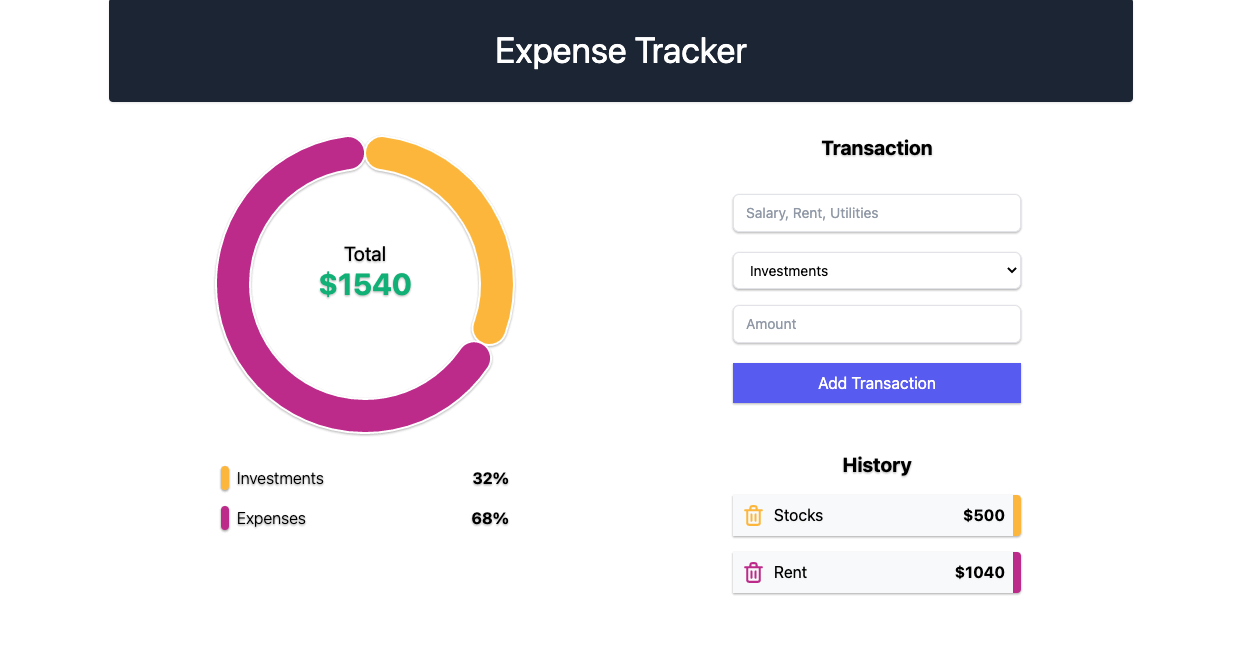 Expense Tracker
Total
$1540
Investments 32%
Expenses 68%
Transaction
Salary, Rent, Utilities
Investments
Amount
Add Transaction
History
Stocks $500
Rent $1040